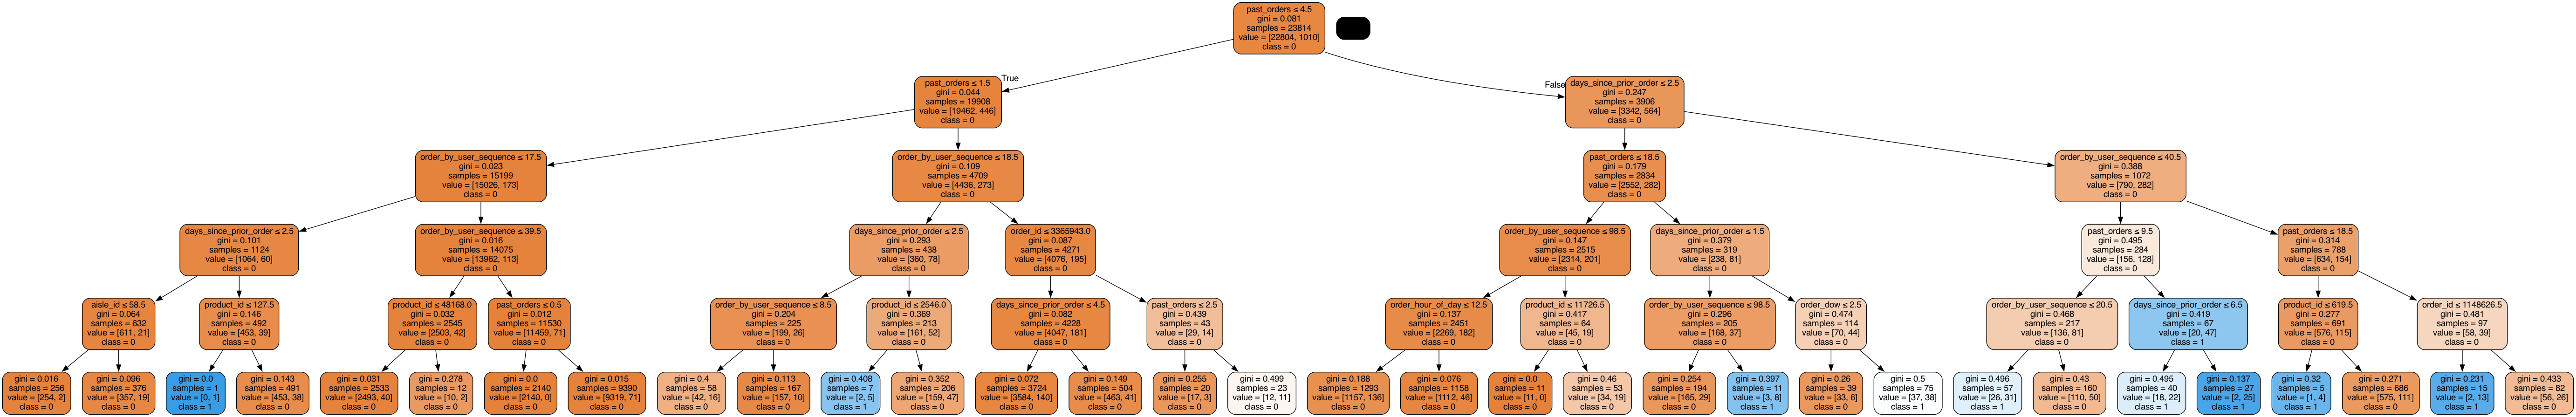 past_orders ≤ 4.5
gini = 0.081
samples = 23814
value = [22804, 1010]
class = 0
True
False
past_orders ≤ 1.5
gini = 0.044
samples = 19908
value = [19462, 446]
class = 0
days_since_prior_order ≤ 2.5
gini = 0.247
samples = 3906
value = [3342, 564]
class = 0
order_by_user_sequence ≤ 17.5
gini = 0.023
samples = 15199
value = [15026, 173]
class = 0
order_by_user_sequence ≤ 18.5
gini = 0.109
samples = 4709
value = [4436, 273]
class = 0
past_orders ≤ 18.5
gini = 0.179
samples = 2834
value = [2552, 282]
class = 0
order_by_user_sequence ≤ 40.5
gini = 0.388
samples = 1072
value = [790, 282]
class = 0
days_since_prior_order ≤ 2.5
gini = 0.101
samples = 1124
value = [1064, 60]
class = 0
order_by_user_sequence ≤ 39.5
gini = 0.016
samples = 14075
value = [13962, 113]
class = 0
days_since_prior_order ≤ 2.5
gini = 0.293
samples = 438
value = [360, 78]
class = 0
order_id ≤ 3365943.0
gini = 0.087
samples = 4271
value = [4076, 195]
class = 0
order_by_user_sequence ≤ 98.5
gini = 0.147
samples = 2515
value = [2314, 201]
class = 0
days_since_prior_order ≤ 1.5
gini = 0.379
samples = 319
value = [238, 81]
class = 0
past_orders ≤ 9.5
gini = 0.495
samples = 284
value = [156, 128]
class = 0
past_orders ≤ 18.5
gini = 0.314
samples = 788
value = [634, 154]
class = 0
aisle_id ≤ 58.5
gini = 0.064
samples = 632
value = [611, 21]
class = 0
product_id ≤ 127.5
gini = 0.146
samples = 492
value = [453, 39]
class = 0
product_id ≤ 48168.0
gini = 0.032
samples = 2545
value = [2503, 42]
class = 0
past_orders ≤ 0.5
gini = 0.012
samples = 11530
value = [11459, 71]
class = 0
order_by_user_sequence ≤ 8.5
gini = 0.204
samples = 225
value = [199, 26]
class = 0
product_id ≤ 2546.0
gini = 0.369
samples = 213
value = [161, 52]
class = 0
days_since_prior_order ≤ 4.5
gini = 0.082
samples = 4228
value = [4047, 181]
class = 0
past_orders ≤ 2.5
gini = 0.439
samples = 43
value = [29, 14]
class = 0
order_hour_of_day ≤ 12.5
gini = 0.137
samples = 2451
value = [2269, 182]
class = 0
product_id ≤ 11726.5
gini = 0.417
samples = 64
value = [45, 19]
class = 0
order_by_user_sequence ≤ 98.5
gini = 0.296
samples = 205
value = [168, 37]
class = 0
order_dow ≤ 2.5
gini = 0.474
samples = 114
value = [70, 44]
class = 0
order_by_user_sequence ≤ 20.5
gini = 0.468
samples = 217
value = [136, 81]
class = 0
days_since_prior_order ≤ 6.5
gini = 0.419
samples = 67
value = [20, 47]
class = 1
product_id ≤ 619.5
gini = 0.277
samples = 691
value = [576, 115]
class = 0
order_id ≤ 1148626.5
gini = 0.481
samples = 97
value = [58, 39]
class = 0
gini = 0.016
samples = 256
value = [254, 2]
class = 0
gini = 0.096
samples = 376
value = [357, 19]
class = 0
gini = 0.0
samples = 1
value = [0, 1]
class = 1
gini = 0.143
samples = 491
value = [453, 38]
class = 0
gini = 0.031
samples = 2533
value = [2493, 40]
class = 0
gini = 0.278
samples = 12
value = [10, 2]
class = 0
gini = 0.0
samples = 2140
value = [2140, 0]
class = 0
gini = 0.015
samples = 9390
value = [9319, 71]
class = 0
gini = 0.4
samples = 58
value = [42, 16]
class = 0
gini = 0.113
samples = 167
value = [157, 10]
class = 0
gini = 0.408
samples = 7
value = [2, 5]
class = 1
gini = 0.352
samples = 206
value = [159, 47]
class = 0
gini = 0.072
samples = 3724
value = [3584, 140]
class = 0
gini = 0.149
samples = 504
value = [463, 41]
class = 0
gini = 0.255
samples = 20
value = [17, 3]
class = 0
gini = 0.499
samples = 23
value = [12, 11]
class = 0
gini = 0.188
samples = 1293
value = [1157, 136]
class = 0
gini = 0.076
samples = 1158
value = [1112, 46]
class = 0
gini = 0.0
samples = 11
value = [11, 0]
class = 0
gini = 0.46
samples = 53
value = [34, 19]
class = 0
gini = 0.254
samples = 194
value = [165, 29]
class = 0
gini = 0.397
samples = 11
value = [3, 8]
class = 1
gini = 0.26
samples = 39
value = [33, 6]
class = 0
gini = 0.5
samples = 75
value = [37, 38]
class = 1
gini = 0.496
samples = 57
value = [26, 31]
class = 1
gini = 0.43
samples = 160
value = [110, 50]
class = 0
gini = 0.495
samples = 40
value = [18, 22]
class = 1
gini = 0.137
samples = 27
value = [2, 25]
class = 1
gini = 0.32
samples = 5
value = [1, 4]
class = 1
gini = 0.271
samples = 686
value = [575, 111]
class = 0
gini = 0.231
samples = 15
value = [2, 13]
class = 1
gini = 0.433
samples = 82
value = [56, 26]
class = 0